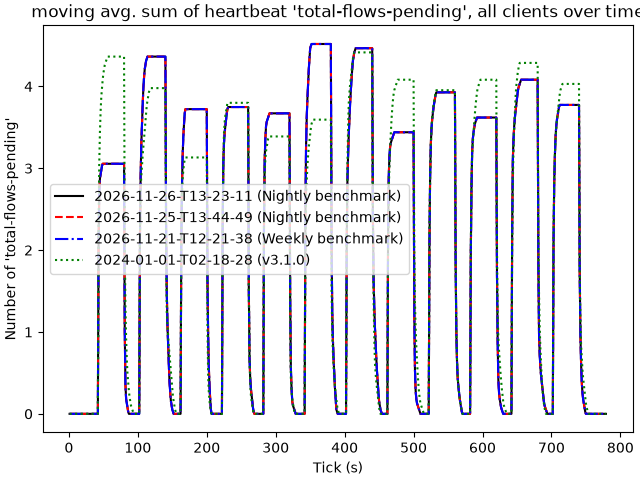 moving avg. sum of heartbeat 'total-flows-pending', all clients over time
Number of 'total-flows-pending'
4
3
2
1
0
2026-11-26-T13-23-11 (Nightly benchmark)
2026-11-25-T13-44-49 (Nightly benchmark)
2026-11-21-T12-21-38 (Weekly benchmark)
2024-01-01-T02-18-28 (v3.1.0)
0 100 200 300 400 500 600 700 800
Tick (s)